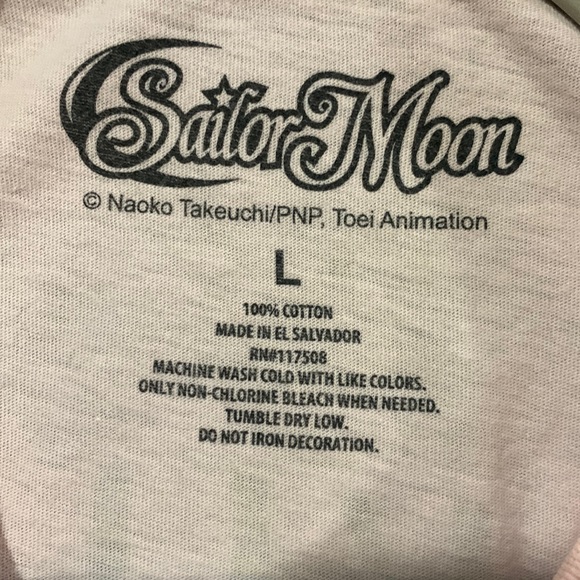 Sailor Moon
© Naoko Takeuchi/PNP, Toei Animation
L
100% COTTON
MADE IN EL SALVADOR
RN#117508
MACHINE WASH COLD WITH LIKE COLORS.
ONLY NON-CHLORINE BLEACH WHEN NEEDED.
TUMBLE DRY LOW.
DO NOT IRON DECORATION.